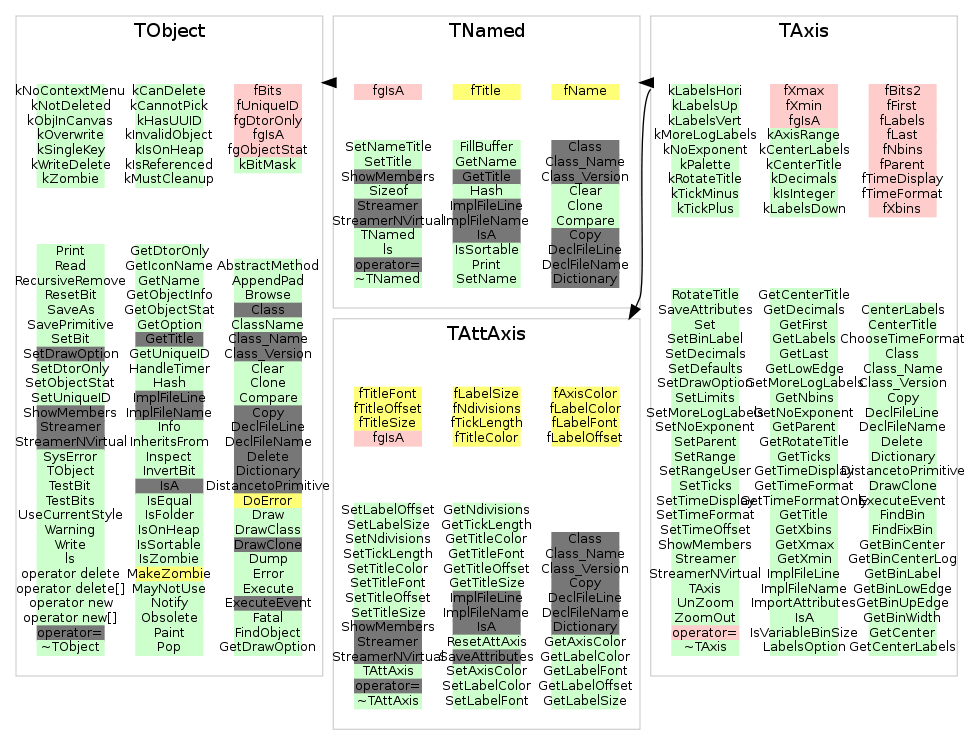 TObject
kNoContextMenu kCanDelete fBits
kNotDeleted kCannotPick fUniqueID
kObjInCanvas kHasUUID fgDtorOnly
kOverwrite kInvalidObject fgIsA
kSingleKey kIsOnHeap fgObjectStat
kWriteDelete kIsReferenced kBitMask
kZombie kMustCleanup
Print GetDtorOnly
Read GetIconName AbstractMethod
RecursiveRemove GetName AppendPad
ResetBit GetObjectInfo Browse
SaveAs GetObjectStat Class
SavePrimitive GetOption ClassName
SetBit GetTitle Class_Name
SetDrawOption GetUniqueID Class_Version
SetDtorOnly HandleTimer Clear
SetObjectStat Hash Clone
SetUniqueID ImplFileLine Compare
ShowMembers ImplFileName Copy
Streamer Info DeclFileLine
StreamerNVirtual InheritsFrom DeclFileName
SysError Inspect Delete
TObject InvertBit Dictionary
TestBit IsA DistancetoPrimitive
TestBits IsEqual DoError
UseCurrentStyle IsFolder Draw
Warning IsOnHeap DrawClass
Write IsSortable DrawClone
ls IsZombie Dump
operator delete MakeZombie Error
operator delete[] MayNotUse Execute
operator new Notify ExecuteEvent
operator new[] Obsolete Fatal
operator= Paint FindObject
~TObject Pop GetDrawOption
TNamed
fgIsA fTitle fName
SetNameTitle FillBuffer Class
SetTitle GetName Class_Name
ShowMembers GetTitle Class_Version
Sizeof Hash Clear
Streamer ImplFileLine Clone
StreamerNVirtual ImplFileName Compare
TNamed IsA Copy
ls IsSortable DeclFileLine
operator= Print DeclFileName
~TNamed SetName Dictionary
TAttAxis
fTitleFont fLabelSize fAxisColor
fTitleOffset fNdivisions fLabelColor
fTitleSize fTickLength fLabelFont
fgIsA fTitleColor fLabelOffset
SetLabelOffset GetNdivisions
SetLabelSize GetTickLength
SetNdivisions GetTitleColor Class
SetTickLength GetTitleFont Class_Name
SetTitleColor GetTitleOffset Class_Version
SetTitleFont GetTitleSize Copy
SetTitleOffset ImplFileLine DeclFileLine
SetTitleSize ImplFileName DeclFileName
ShowMembers IsA Dictionary
Streamer ResetAttAxis GetAxisColor
StreamerNVirtual SaveAttributes GetLabelColor
TAttAxis SetAxisColor GetLabelFont
operator= SetLabelColor GetLabelOffset
~TAttAxis SetLabelFont GetLabelSize
TAxis
kLabelsHori fXmax fBits2
kLabelsUp fXmin fFirst
kLabelsVert fgIsA fLabels
kMoreLogLabels kAxisRange fLast
kNoExponent kCenterLabels fNbins
kPalette kCenterTitle fParent
kRotateTitle kDecimals fTimeDisplay
kTickMinus kIsInteger fTimeFormat
kTickPlus kLabelsDown fXbins
RotateTitle GetCenterTitle
SaveAttributes GetDecimals CenterLabels
Set GetFirst CenterTitle
SetBinLabel GetLabels ChooseTimeFormat
SetDecimals GetLast Class
SetDefaults GetLowEdge Class_Name
SetDrawOption GetMoreLogLabels Class_Version
SetLimits GetNbins Copy
SetMoreLogLabels GetNoExponent DeclFileLine
SetNoExponent GetParent DeclFileName
SetParent GetRotateTitle Delete
SetRange GetTicks Dictionary
SetRangeUser GetTimeDisplay DistancetoPrimitive
SetTicks GetTimeFormat DrawClone
SetTimeDisplay GetTimeFormatOnly ExecuteEvent
SetTimeFormat GetTitle FindBin
SetTimeOffset GetXbins FindFixBin
ShowMembers GetXmax GetBinCenter
Streamer GetXmin GetBinCenterLog
StreamerNVirtual ImplFileLine GetBinLabel
TAxis ImplFileName GetBinLowEdge
UnZoom ImportAttributes GetBinUpEdge
ZoomOut IsA GetBinWidth
operator= IsVariableBinSize GetCenter
~TAxis LabelsOption GetCenterLabels